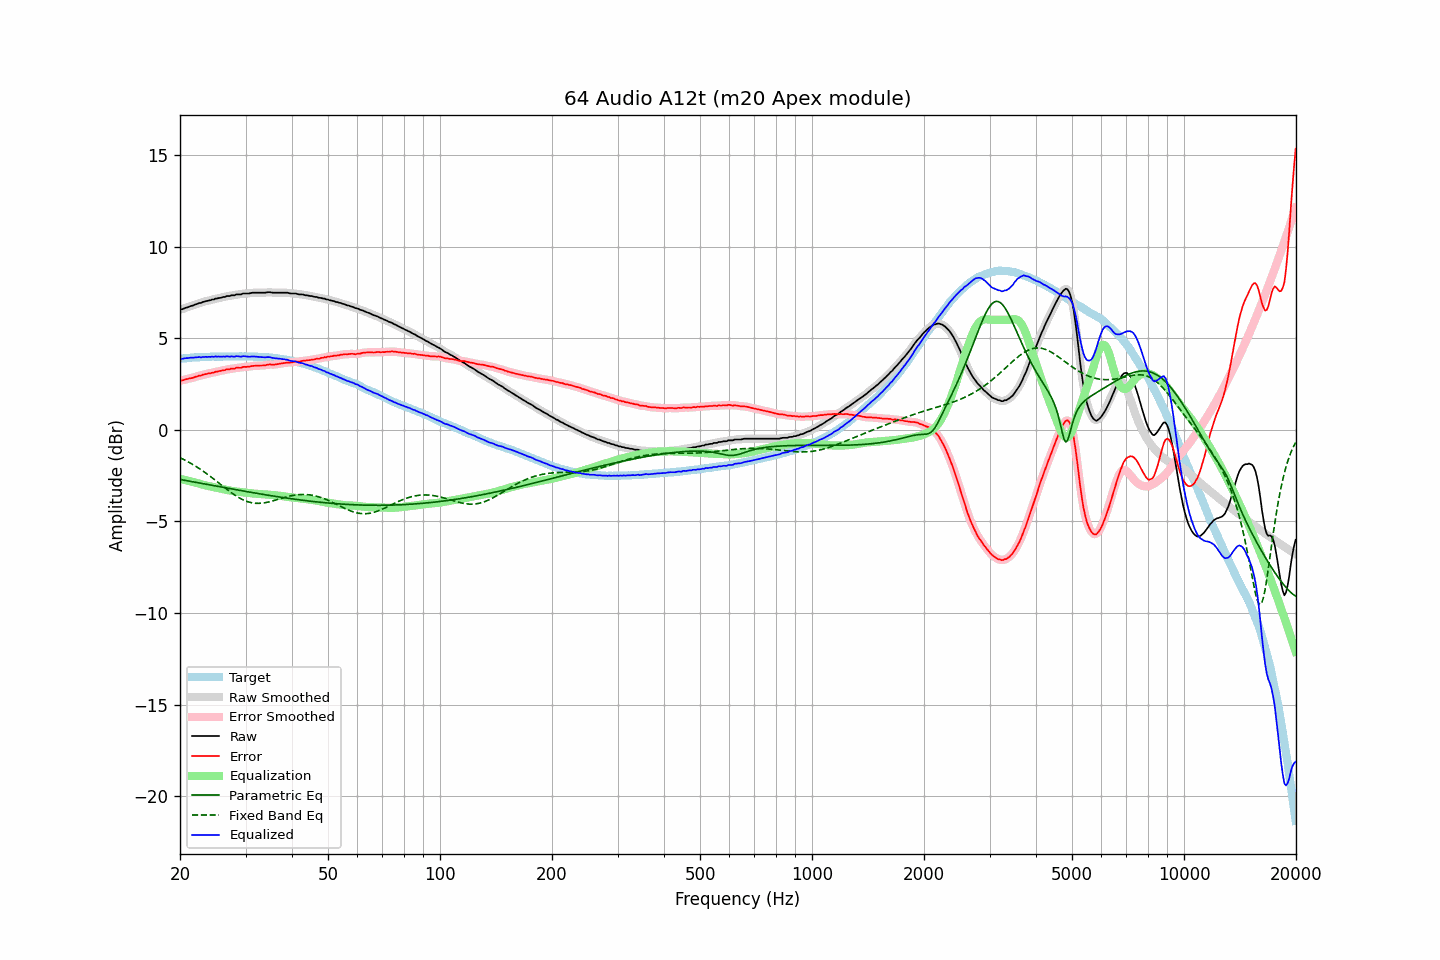 64 Audio A12t (m20 Apex module)
15
10
5
0
−5
−10
−15
−20
Amplitude (dBr)
Target
Raw Smoothed
Error Smoothed
Raw
Error
Equalization
Parametric Eq
Fixed Band Eq
Equalized
20 50 100 200 500 1000 2000 5000 10000 20000
Frequency (Hz)